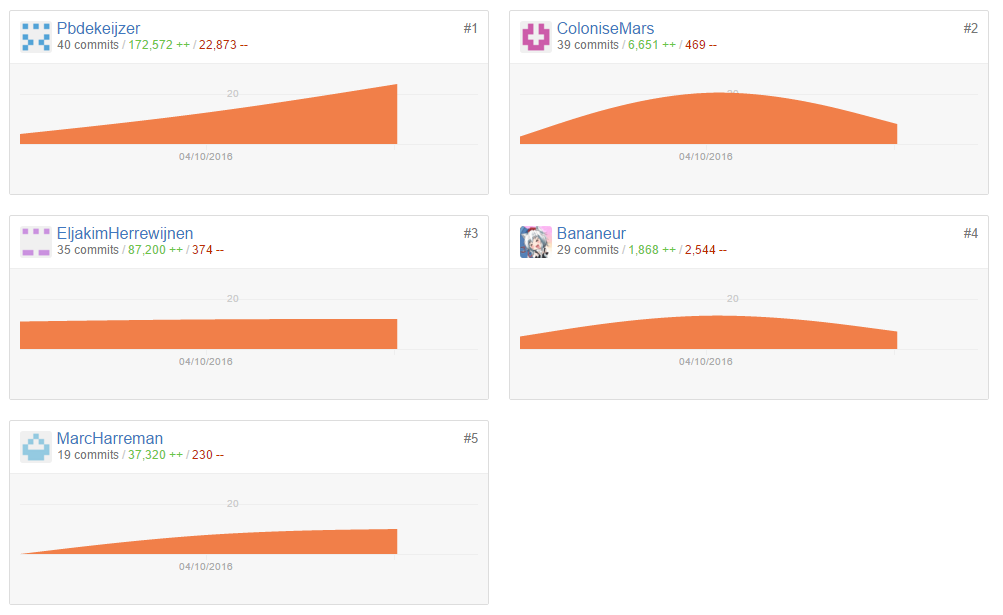 Pbdekeijzer #1
40 commits / 172,572 ++ / 22,873 --
20
04/10/2016
ColoniseMars #2
39 commits / 6,651 ++ / 469 --
20
04/10/2016
EljakimHerrewijnen #3
35 commits / 87,200 ++ / 374 --
20
04/10/2016
Bananeur #4
29 commits / 1,868 ++ / 2,544 --
20
04/10/2016
MarcHarreman #5
19 commits / 37,320 ++ / 230 --
20
04/10/2016